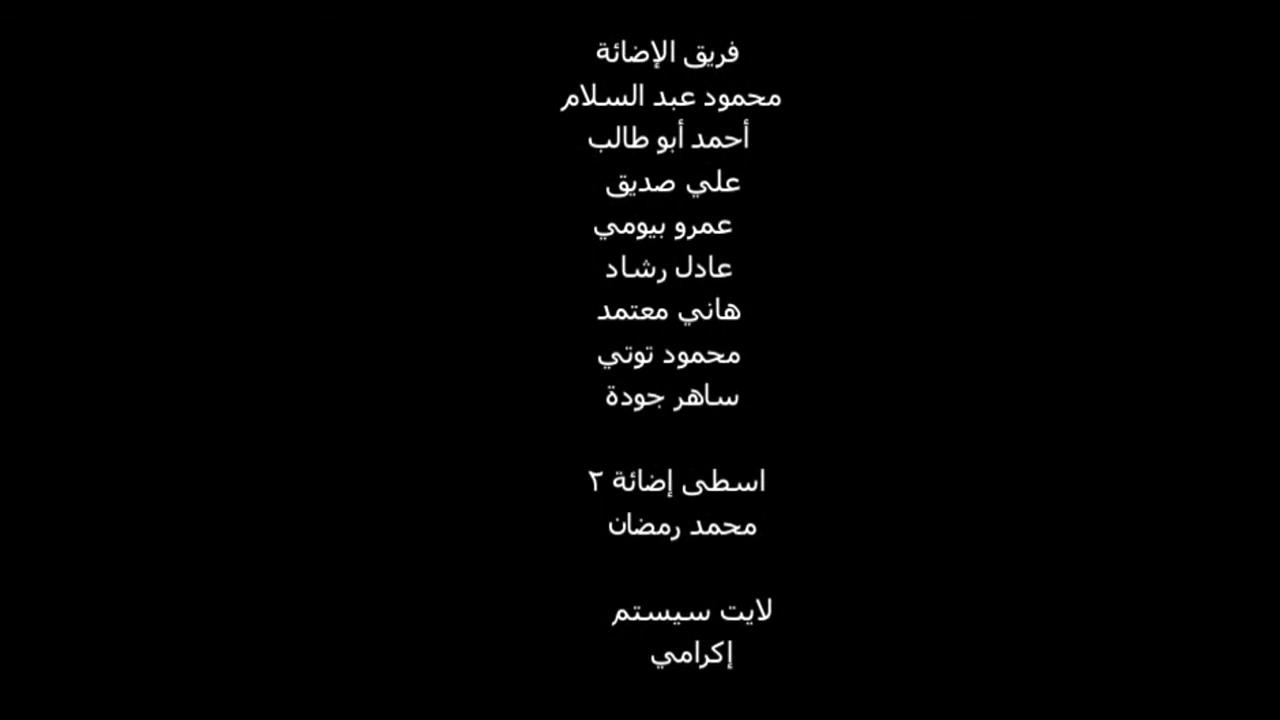 فريق الإضائة
محمود عبد السلام
أحمد أبو طالب
علي صديق
عمرو بيومي
عادل رشاد
هاني معتمد
محمود توتي
ساهر جودة
اسطى إضائة ٢
محمد رمضان
لايت سيستم
إكرامي